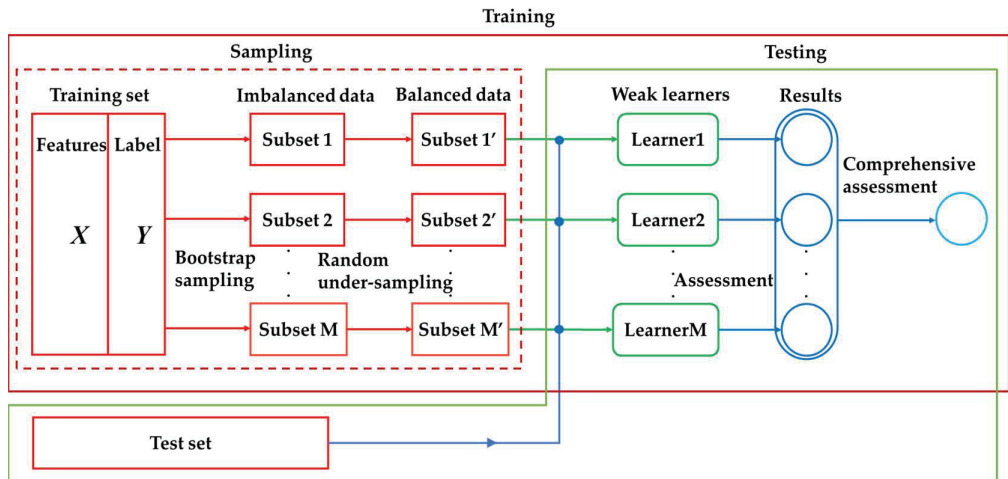 Training
Sampling
Testing
Training set
Imbalanced data
Balanced data
Weak learners
Results
Features
Label
Subset 1
Subset 1′
Learner1
Comprehensive
assessment
X
Y
Subset 2
Subset 2′
Learner2
Bootstrap
sampling
Random
under-sampling
Assessment
Subset M
Subset M′
LearnerM
Test set